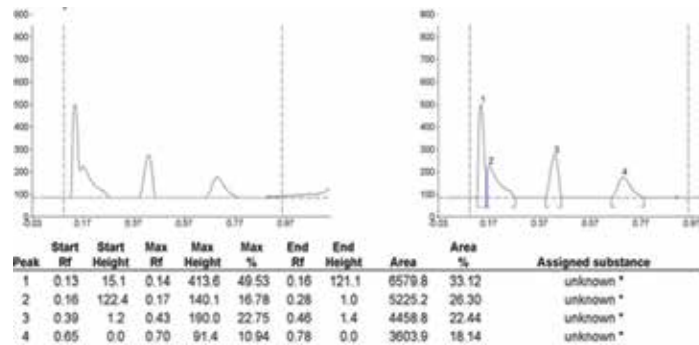 800 800
700 700
600 600
500 500
400 400
300 300
200 200
100 100
0 0
-0.03 0.17 0.37 0.57 0.77 0.97 -0.03 0.17 0.37 0.57 0.77 0.97
1
2
3
4
Peak Start Rf Start Height Max Rf Max Height Max % End Rf End Height Area Area % Assigned substance
1 0.13 15.1 0.14 413.6 49.53 0.16 121.1 6579.8 33.12 unknown *
2 0.16 122.4 0.17 140.1 16.78 0.28 1.0 5225.2 26.30 unknown *
3 0.39 1.2 0.43 190.0 22.75 0.46 1.4 4458.8 22.44 unknown *
4 0.65 0.0 0.70 91.4 10.94 0.78 0.0 3603.9 18.14 unknown *